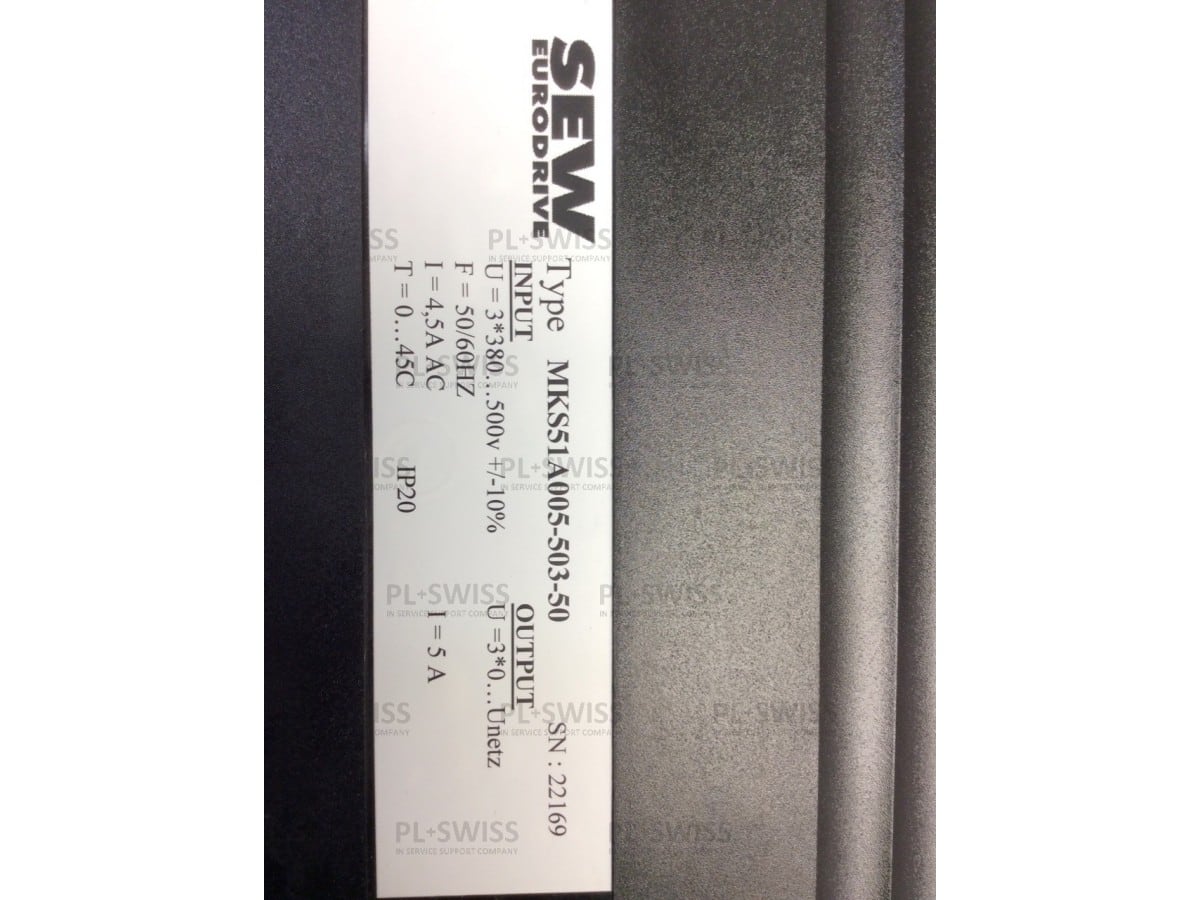 SEW
EURODRIVE
Type MKS51A005-503-50 SN : 22169
INPUT OUTPUT
U = 3*380....500v +/-10% U =3*0....Unetz
F = 50/60HZ
I = 4,5A AC I = 5 A
T = 0...45C IP20
PL+SWISS
IN SERVICE SUPPORT COMPANY